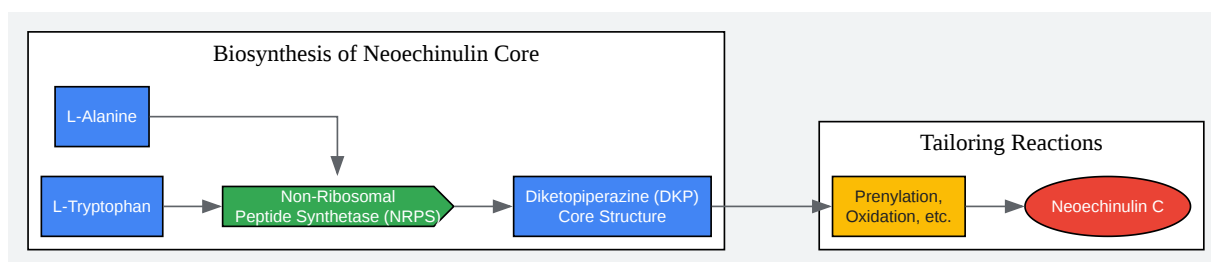 Biosynthesis of Neoechinulin Core
L-Alanine
L-Tryptophan
Non-Ribosomal
Peptide Synthetase (NRPS)
Diketopiperazine (DKP)
Core Structure
Tailoring Reactions
Prenylation,
Oxidation, etc.
Neoechinulin C